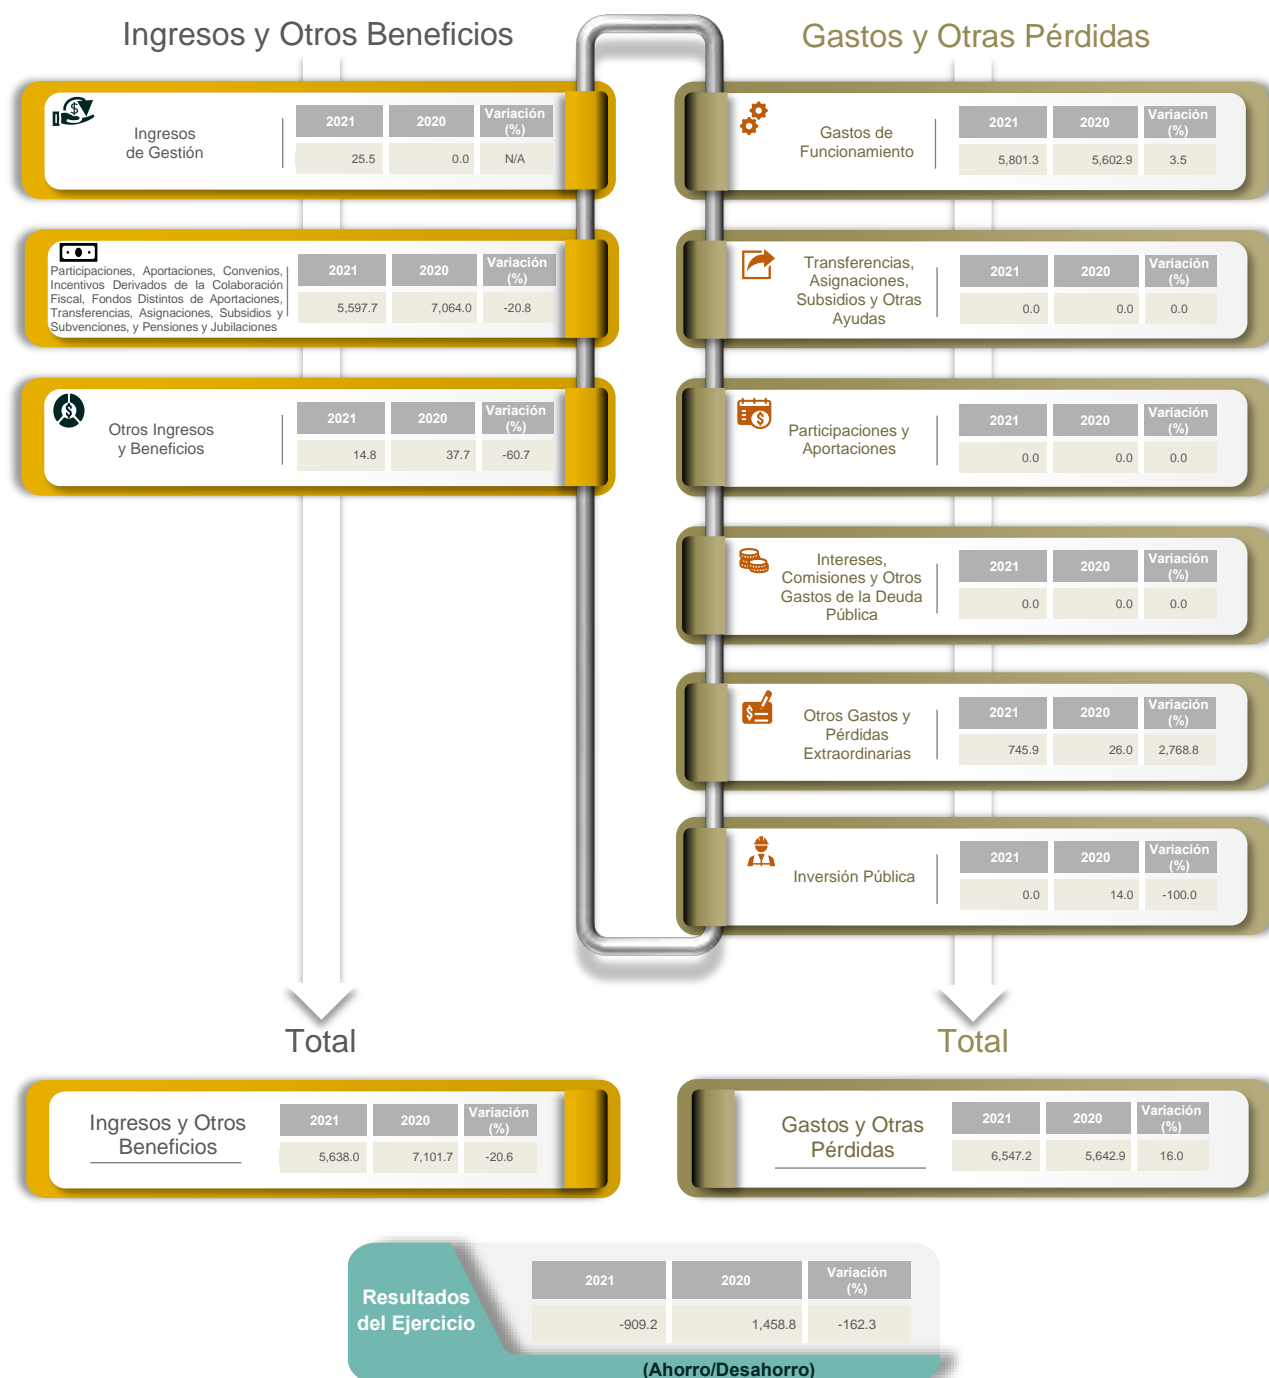 Ingresos y Otros Beneficios
Ingresos
de Gestión
2021 2020 Variación (%)
25.5 0.0 N/A
Participaciones, Aportaciones, Convenios,
Incentivos Derivados de la Colaboración
Fiscal, Fondos Distintos de Aportaciones,
Transferencias, Asignaciones, Subsidios y
Subvenciones, y Pensiones y Jubilaciones
2021 2020 Variación (%)
5,597.7 7,064.0 -20.8
Otros Ingresos
y Beneficios
2021 2020 Variación (%)
14.8 37.7 -60.7
Total
Ingresos y Otros
Beneficios
2021 2020 Variación (%)
5,638.0 7,101.7 -20.6
Gastos y Otras Pérdidas
Gastos de
Funcionamiento
2021 2020 Variación (%)
5,801.3 5,602.9 3.5
Transferencias,
Asignaciones,
Subsidios y Otras
Ayudas
2021 2020 Variación (%)
0.0 0.0 0.0
Participaciones y
Aportaciones
2021 2020 Variación (%)
0.0 0.0 0.0
Intereses,
Comisiones y Otros
Gastos de la Deuda
Pública
2021 2020 Variación (%)
0.0 0.0 0.0
Otros Gastos y
Pérdidas
Extraordinarias
2021 2020 Variación (%)
745.9 26.0 2,768.8
Inversión Pública
2021 2020 Variación (%)
0.0 14.0 -100.0
Total
Gastos y Otras
Pérdidas
2021 2020 Variación (%)
6,547.2 5,642.9 16.0
Resultados
del Ejercicio
2021 2020 Variación (%)
-909.2 1,458.8 -162.3
(Ahorro/Desahorro)